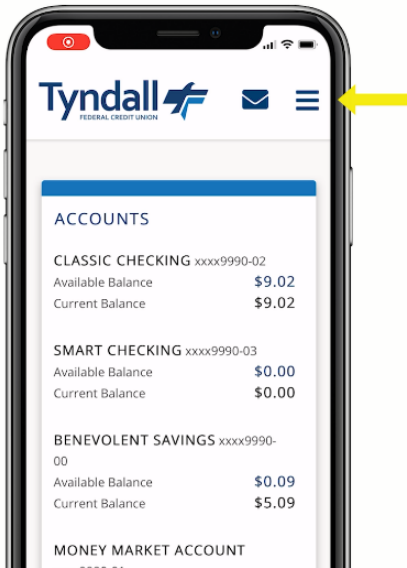 Tyndall
FEDERAL CREDIT UNION
ACCOUNTS
CLASSIC CHECKING xxxx9990-02
Available Balance $9.02
Current Balance $9.02
SMART CHECKING xxxx9990-03
Available Balance $0.00
Current Balance $0.00
BENEVOLENT SAVINGS xxxx9990-
00
Available Balance $0.09
Current Balance $5.09
MONEY MARKET ACCOUNT